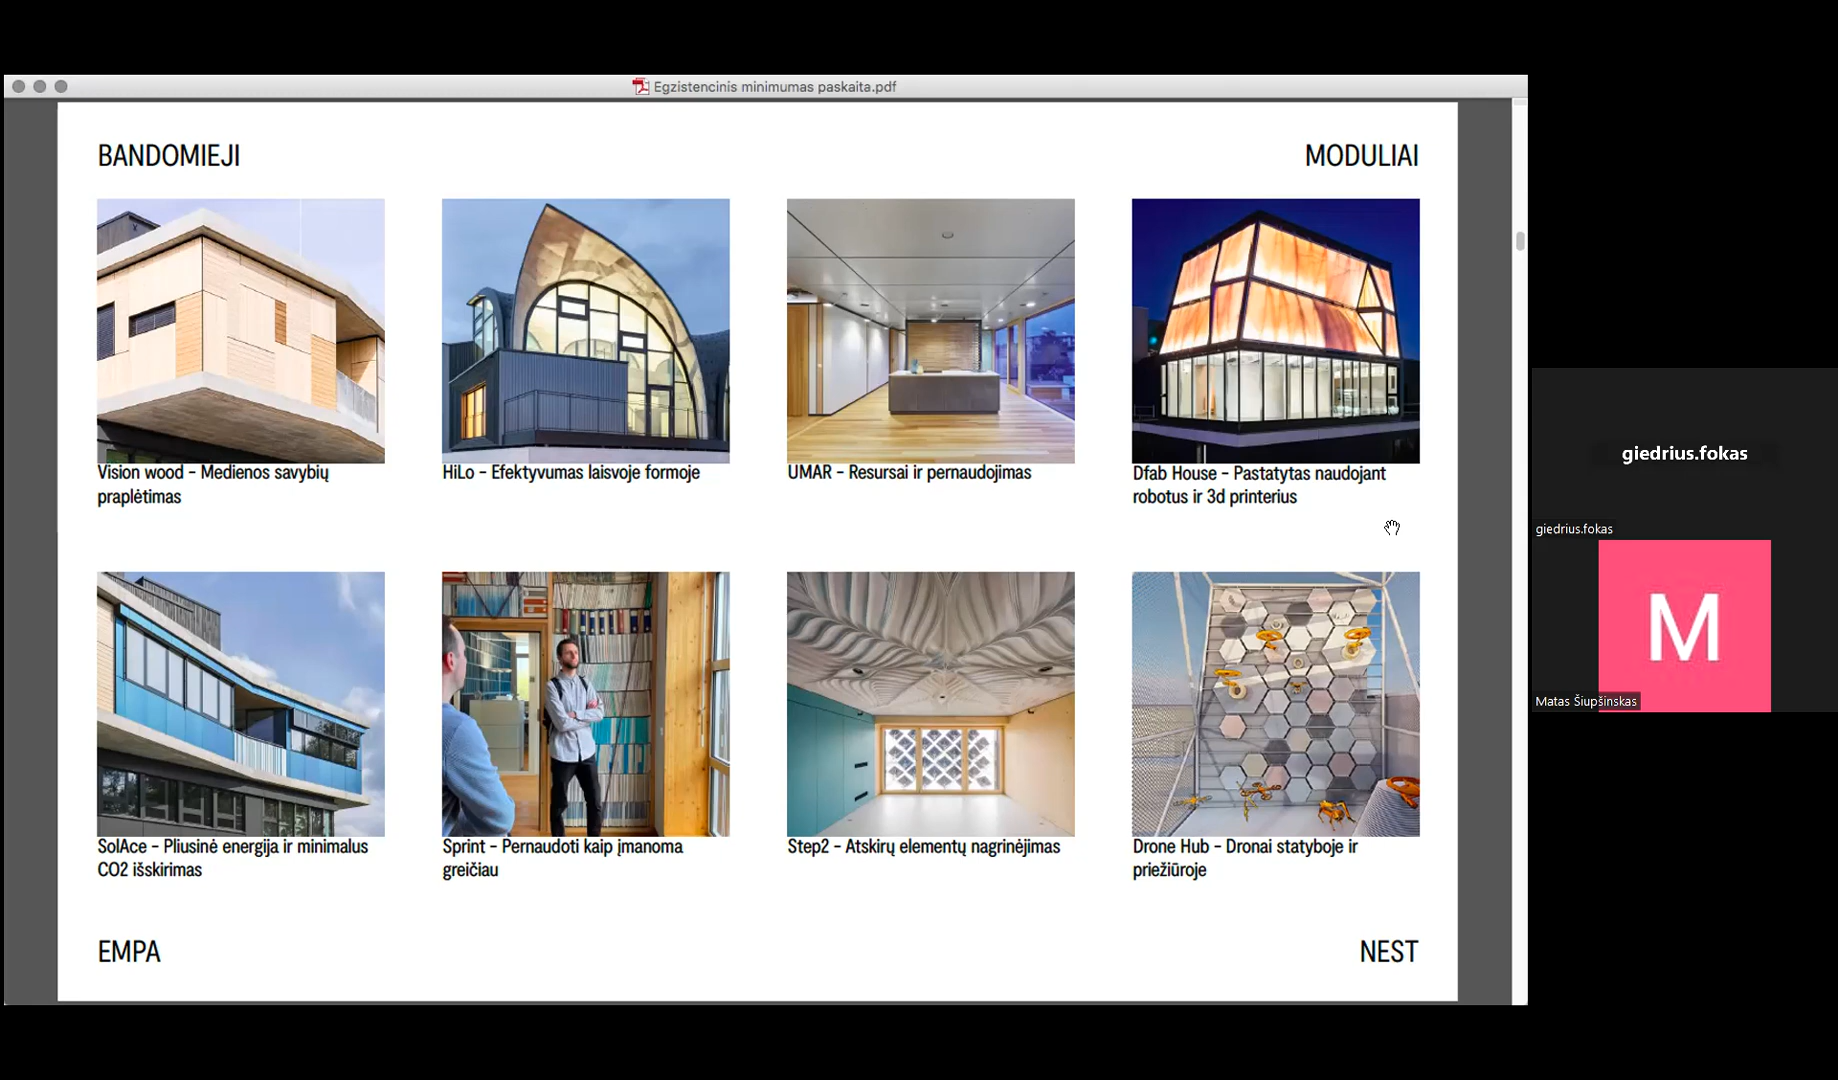 Egzistencinis minimumas paskaita.pdf
BANDOMIEJI
MODULIAI
Vision wood - Medienos savybių
praplėtimas
HiLo - Efektyvumas laisvoje formoje
UMAR - Resursai ir pernaudojimas
Dfab House - Pastatytas naudojant
robotus ir 3d printerius
SolAce - Pliusinė energija ir minimalus
CO2 išskirimas
Sprint - Pernaudoti kaip įmanoma
greičiau
Step2 - Atskirų elementų nagrinėjimas
Drone Hub - Dronai statyboje ir
priežiūroje
EMPA
NEST
giedrius.fokas
giedrius.fokas
M
Matas Šiupšinskas